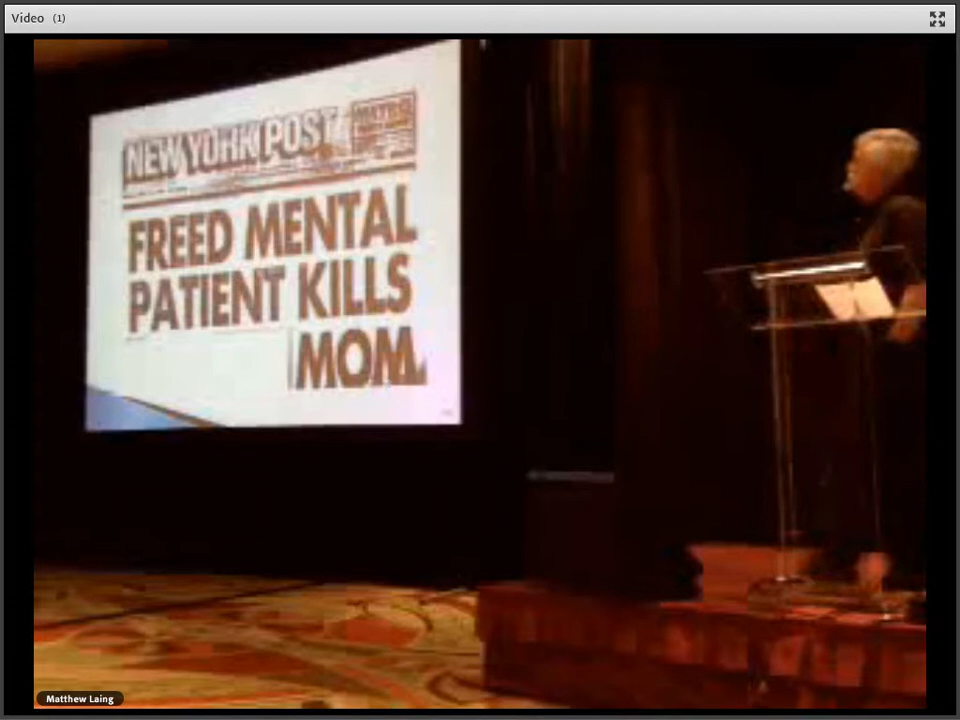 Video (1)
NEW YORK POST
FREED MENTAL
PATIENT KILLS
MOM
Matthew Laing